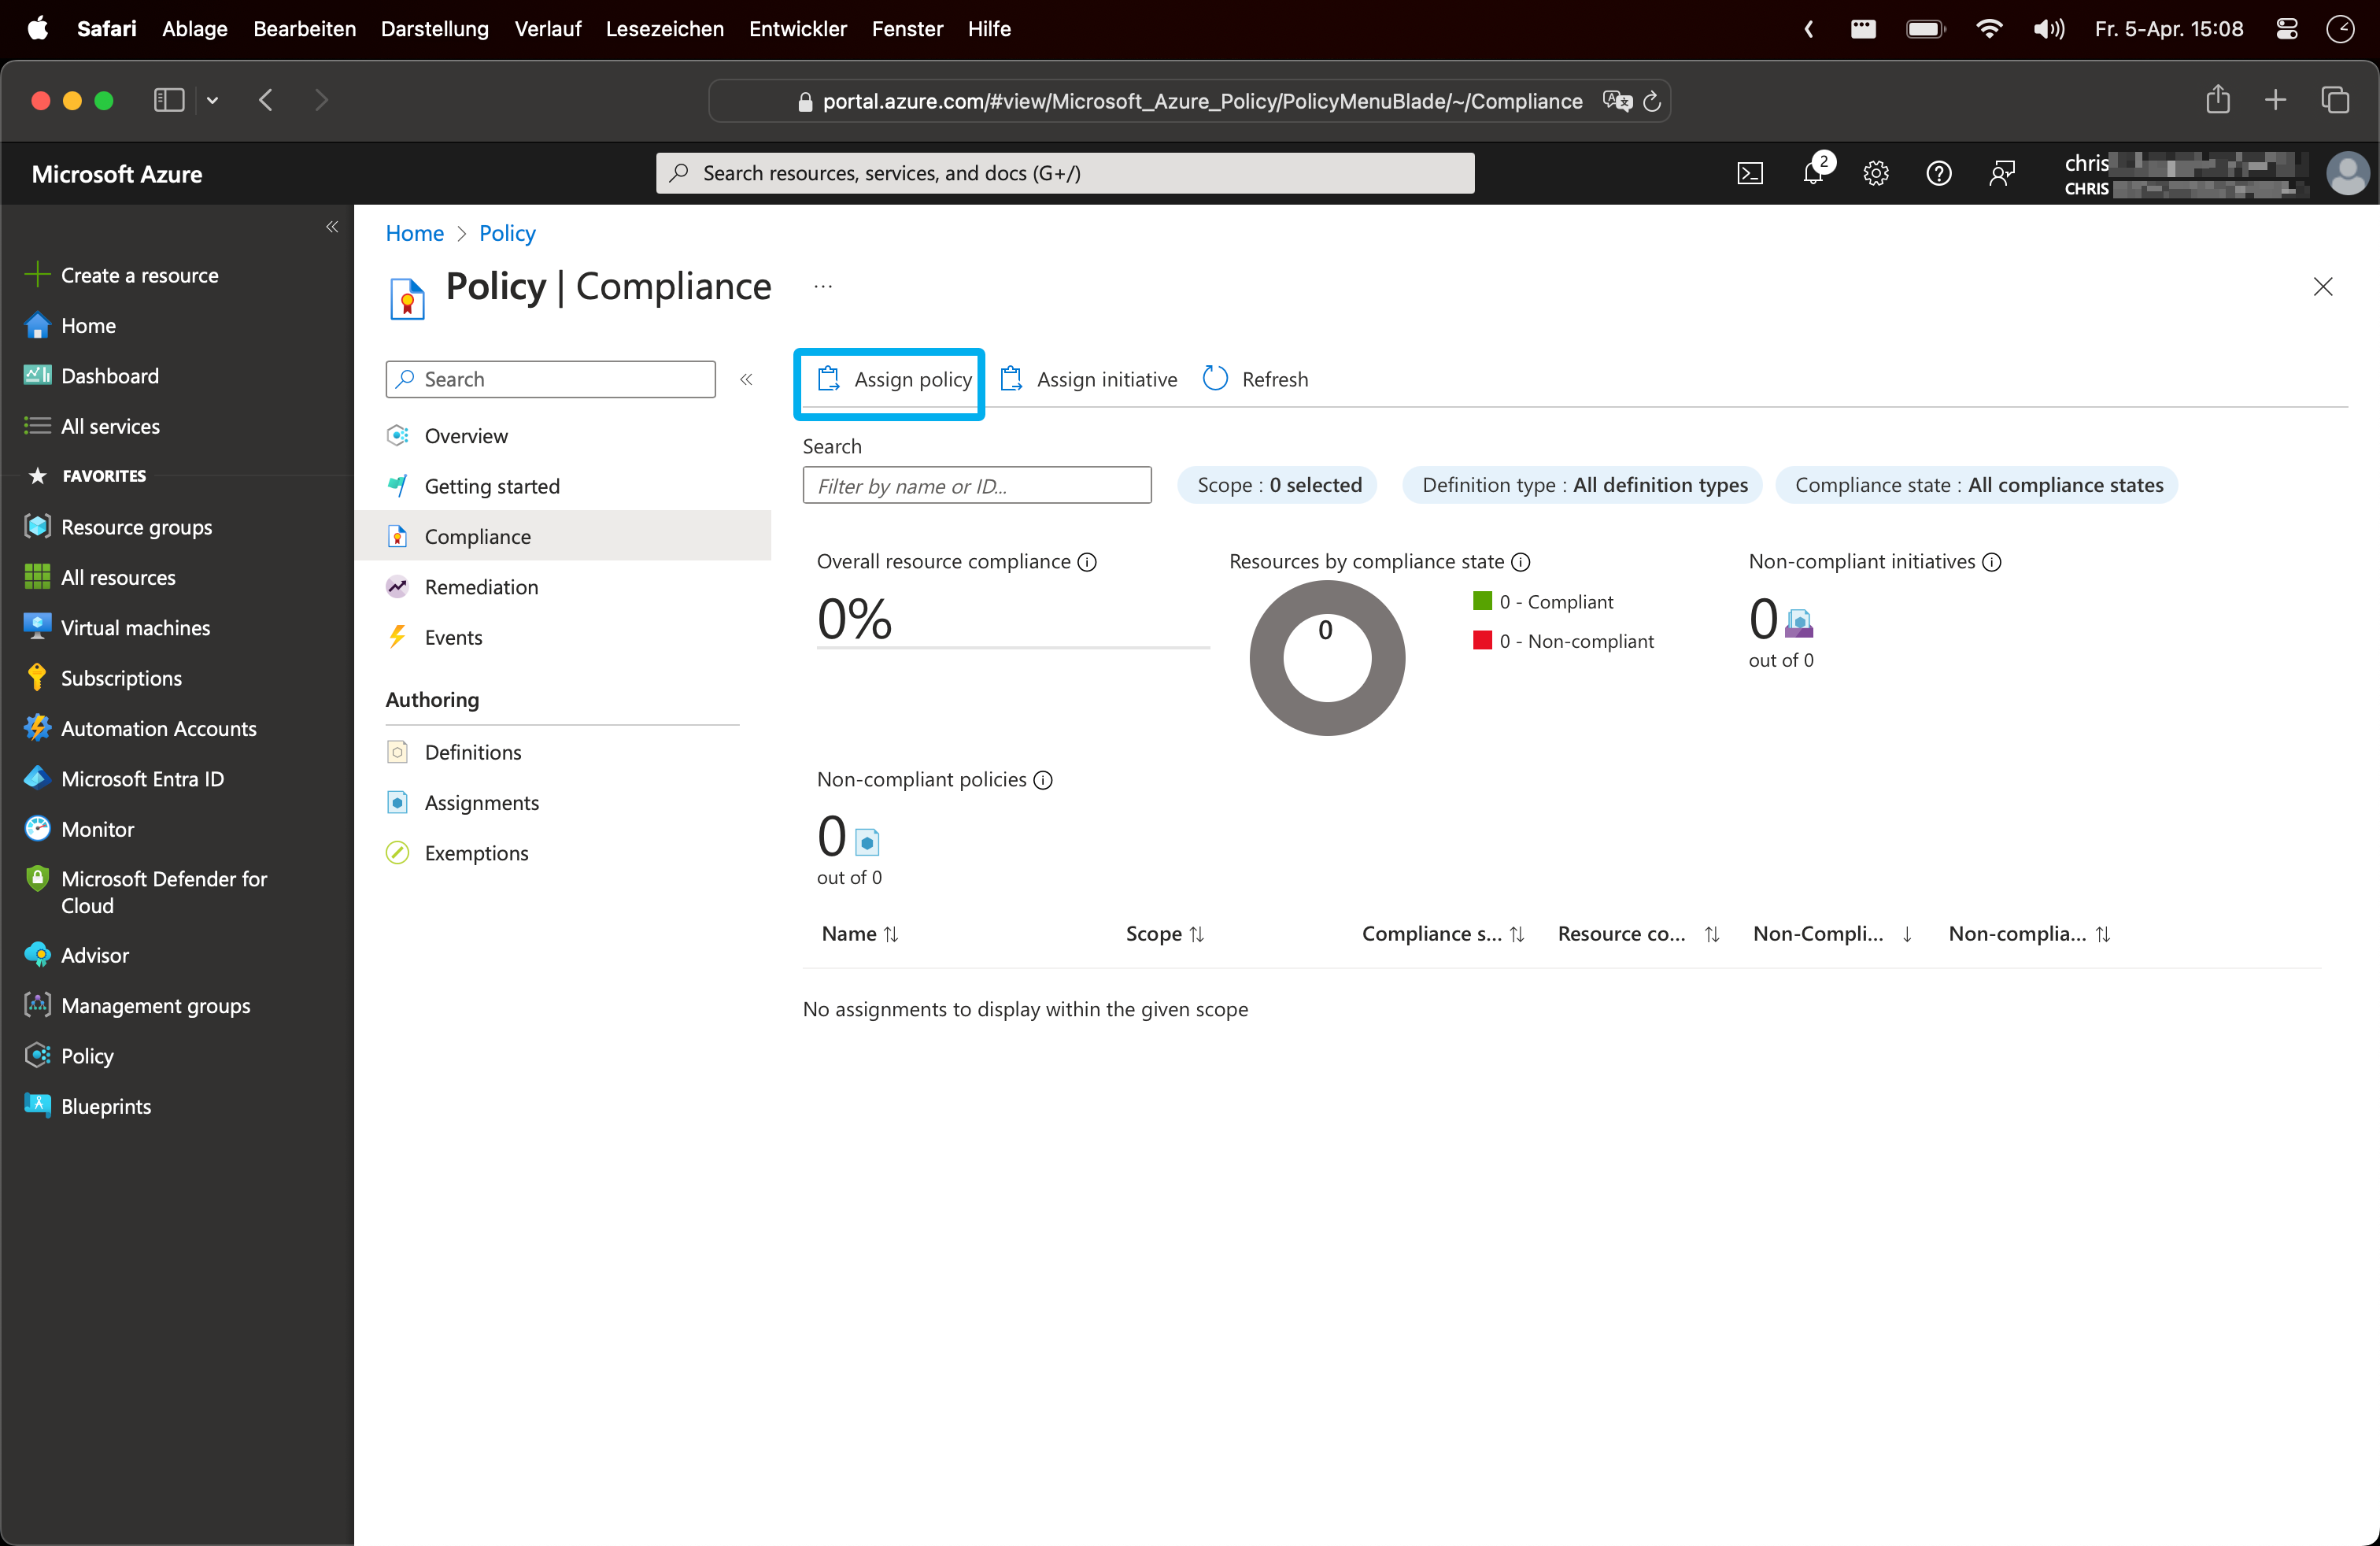 Safari Ablage Bearbeiten Darstellung Verlauf Lesezeichen Entwickler Fenster Hilfe
Fr. 5-Apr. 15:08
portal.azure.com/#view/Microsoft_Azure_Policy/PolicyMenuBlade/~/Compliance
Microsoft Azure
Search resources, services, and docs (G+/)
2
chris
CHRIS
Create a resource
Home
Dashboard
All services
FAVORITES
Resource groups
All resources
Virtual machines
Subscriptions
Automation Accounts
Microsoft Entra ID
Monitor
Microsoft Defender for
Cloud
Advisor
Management groups
Policy
Blueprints
Home > Policy
Policy | Compliance ...
Search
Overview
Getting started
Compliance
Remediation
Events
Authoring
Definitions
Assignments
Exemptions
Assign policy Assign initiative Refresh
Search
Filter by name or ID...
Scope : 0 selected
Definition type : All definition types
Compliance state : All compliance states
Overall resource compliance
0%
Resources by compliance state
0
0 - Compliant
0 - Non-compliant
Non-compliant initiatives
0
out of 0
Non-compliant policies
0
out of 0
Name Scope Compliance s... Resource co... Non-Compli... Non-complia...
No assignments to display within the given scope